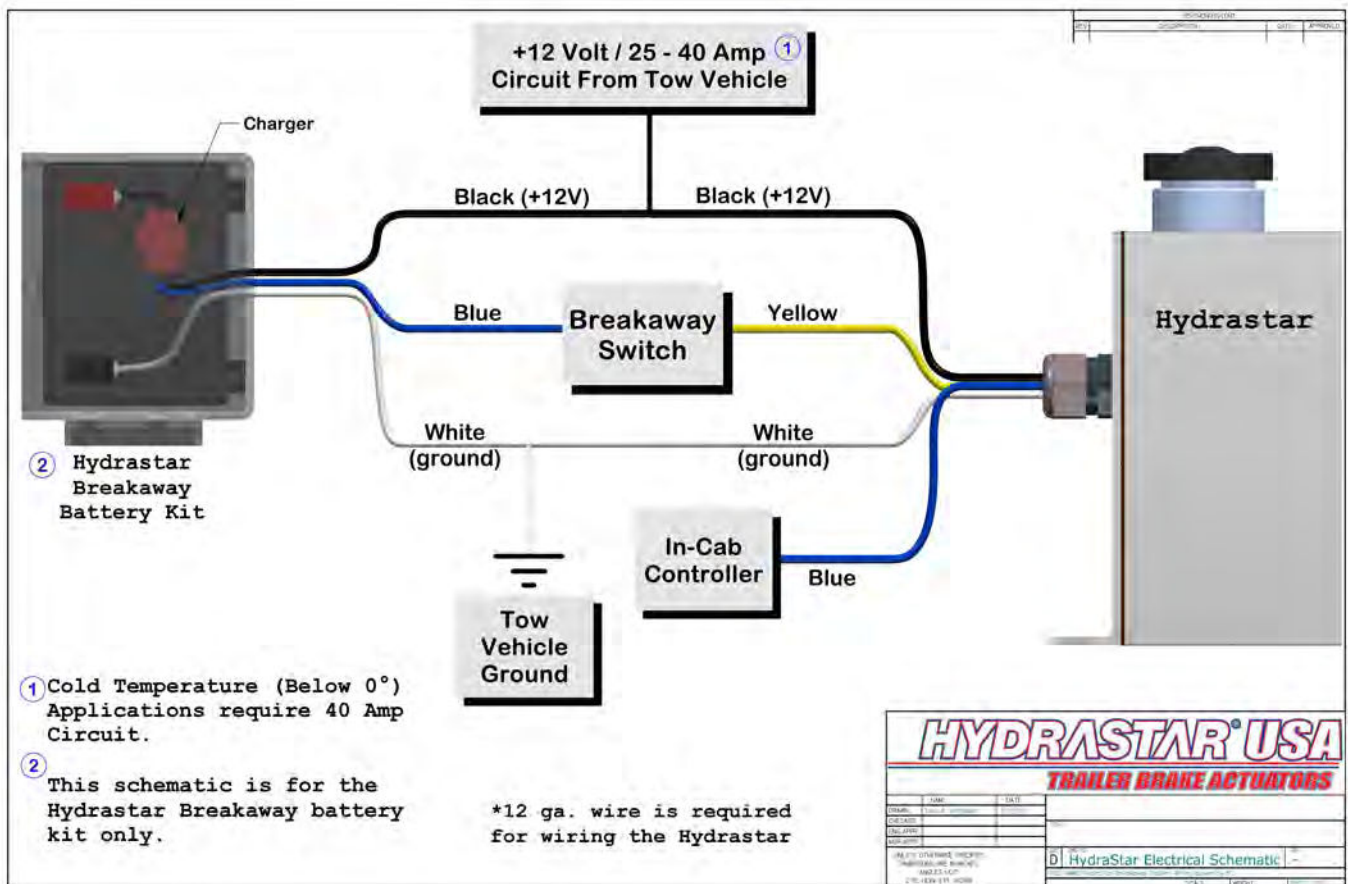 +12 Volt / 25 - 40 Amp 1
Circuit From Tow Vehicle
Charger
Black (+12V)
Black (+12V)
Blue
Breakaway
Switch
Yellow
Hydrastar
White
(ground)
White
(ground)
2 Hydrastar
Breakaway
Battery Kit
In-Cab
Controller
Blue
Tow
Vehicle
Ground
1 Cold Temperature (Below 0°)
Applications require 40 Amp
Circuit.
2
This schematic is for the
Hydrastar Breakaway battery
kit only.
*12 ga. wire is required
for wiring the Hydrastar
HYDRASTAR® USA
TRAILER BRAKE ACTUATORS
NAME DATE
D HydraStar Electrical Schematic -